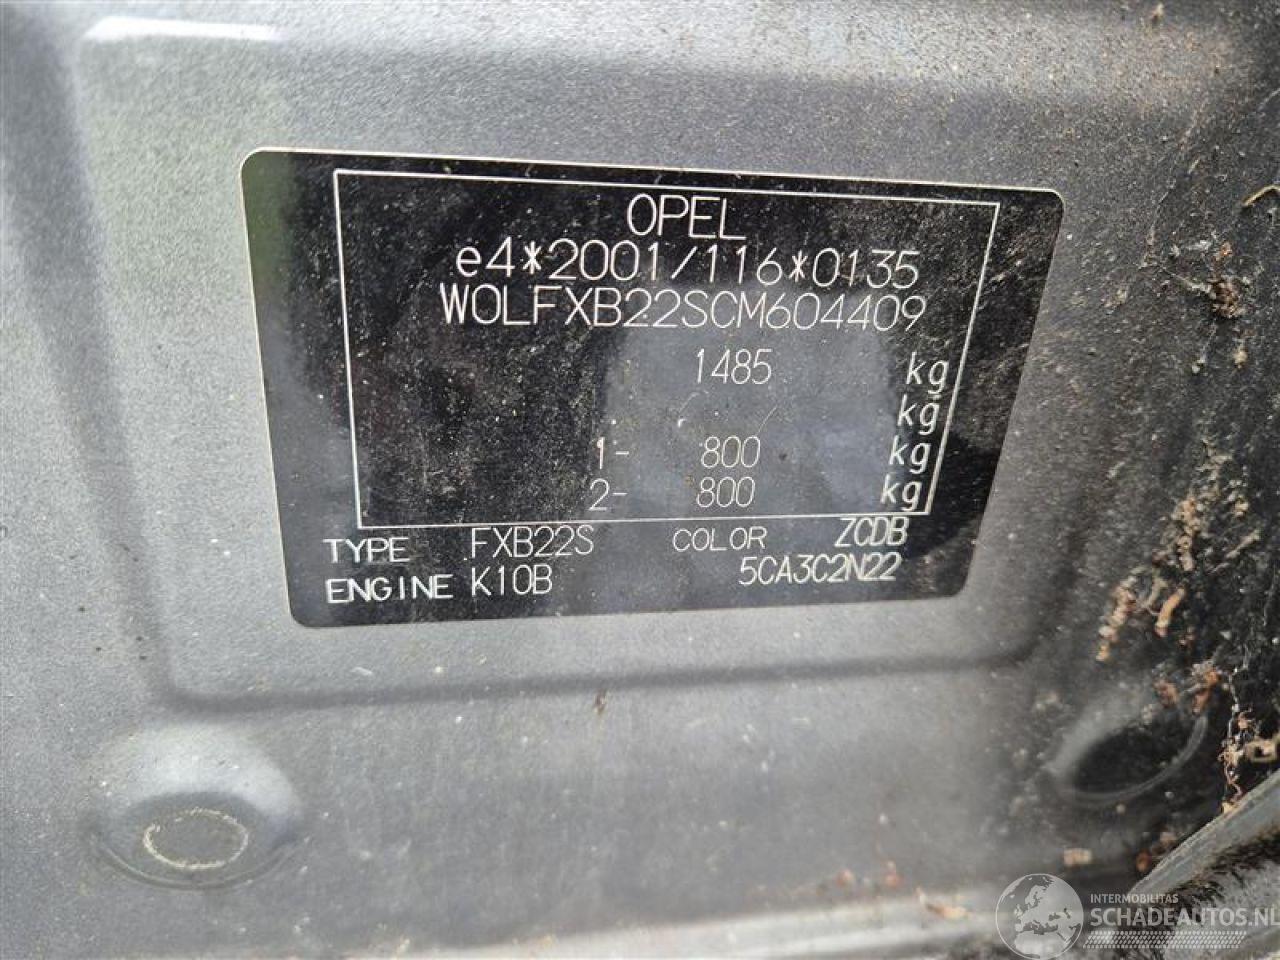 OPEL
e4*2001/116*0135
W0LFXB22SCM604409
1485 kg
kg
1- 800 kg
2- 800 kg
TYPE FXB22S COLOR ZCDB
ENGINE K10B 5CA3C2N22
INTERMOBILITAS
SCHADEAUTOS.NL